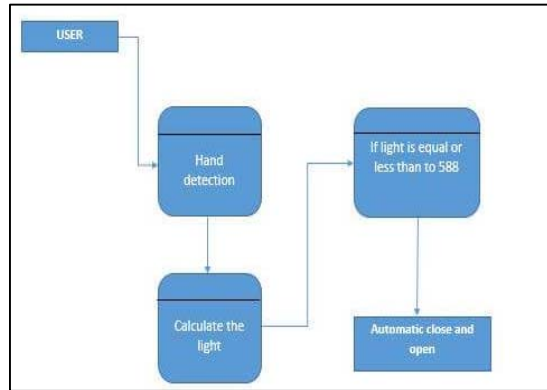 USER
Hand
detection
Calculate the
light
If light is equal or
less than to 588
Automatic close and
open